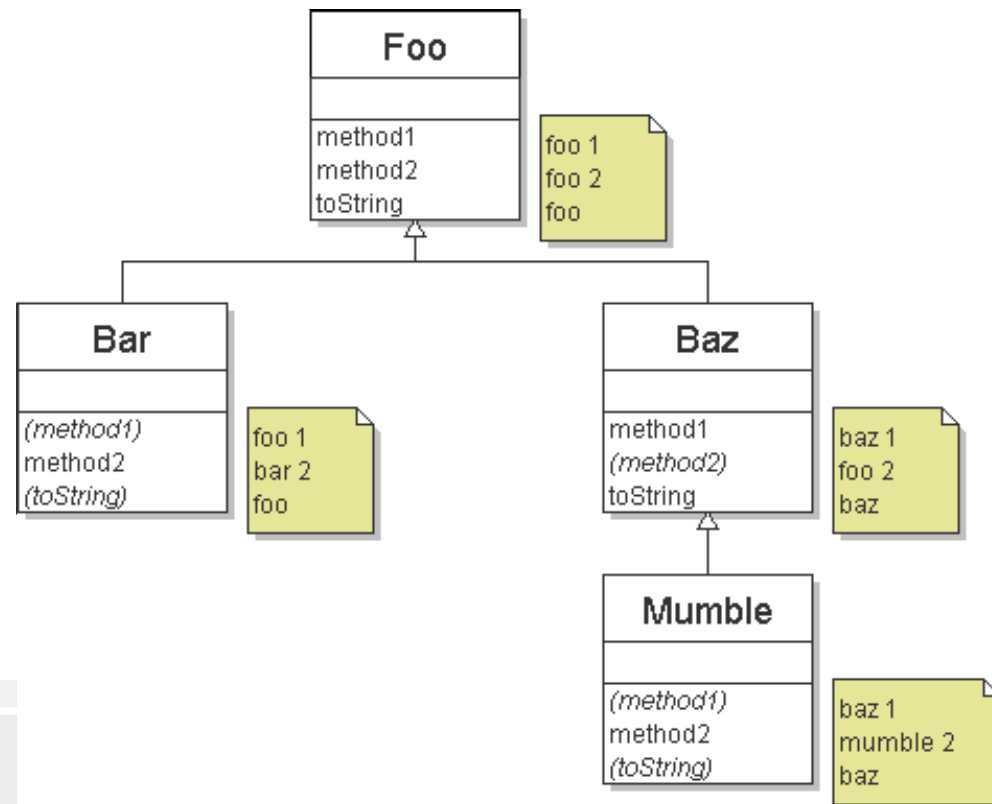 Foo
method1
method2
toString
foo 1
foo 2
foo
Bar
(method1)
method2
(toString)
foo 1
bar 2
foo
Baz
method1
(method2)
toString
baz 1
foo 2
baz
Mumble
(method1)
method2
(toString)
baz 1
mumble 2
baz